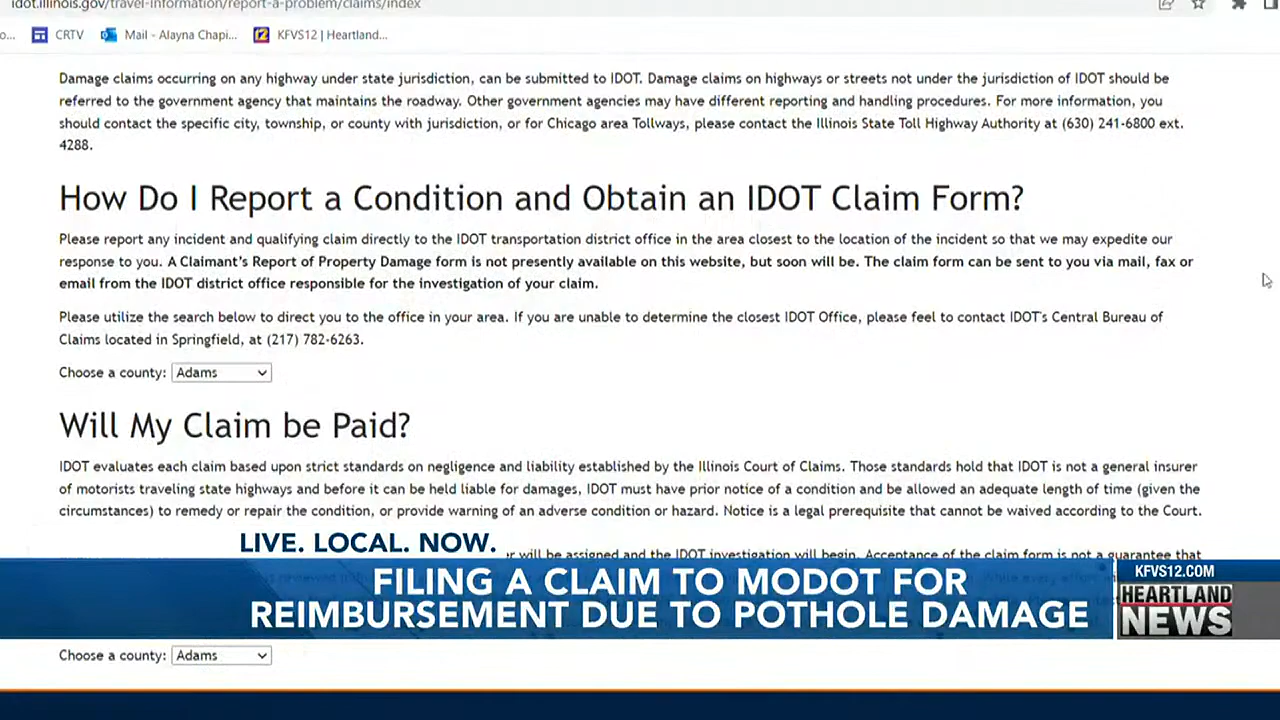 idot.illinois.gov/travel-information/report-a-problem/claims/index
o... CRTV Mail - Alayna Chapi... KFVS12 | Heartland...
Damage claims occurring on any highway under state jurisdiction, can be submitted to IDOT. Damage claims on highways or streets not under the jurisdiction of IDOT should be
referred to the government agency that maintains the roadway. Other government agencies may have different reporting and handling procedures. For more information, you
should contact the specific city, township, or county with jurisdiction, or for Chicago area Tollways, please contact the Illinois State Toll Highway Authority at (630) 241-6800 ext.
4288.
How Do I Report a Condition and Obtain an IDOT Claim Form?
Please report any incident and qualifying claim directly to the IDOT transportation district office in the area closest to the location of the incident so that we may expedite our
response to you. A Claimant's Report of Property Damage form is not presently available on this website, but soon will be. The claim form can be sent to you via mail, fax or
email from the IDOT district office responsible for the investigation of your claim.
Please utilize the search below to direct you to the office in your area. If you are unable to determine the closest IDOT Office, please feel to contact IDOT's Central Bureau of
Claims located in Springfield, at (217) 782-6263.
Choose a county: Adams
Will My Claim be Paid?
IDOT evaluates each claim based upon strict standards on negligence and liability established by the Illinois Court of Claims. Those standards hold that IDOT is not a general insurer
of motorists traveling state highways and before it can be held liable for damages, IDOT must have prior notice of a condition and be allowed an adequate length of time (given the
circumstances) to remedy or repair the condition, or provide warning of an adverse condition or hazard. Notice is a legal prerequisite that cannot be waived according to the Court.
LIVE. LOCAL. NOW.
will be assigned and the IDOT investigation will begin. Acceptance of the claim form is not a guarantee that
FILING A CLAIM TO MODOT FOR
REIMBURSEMENT DUE TO POTHOLE DAMAGE
KFVS12.COM
HEARTLAND
NEWS
Choose a county: Adams